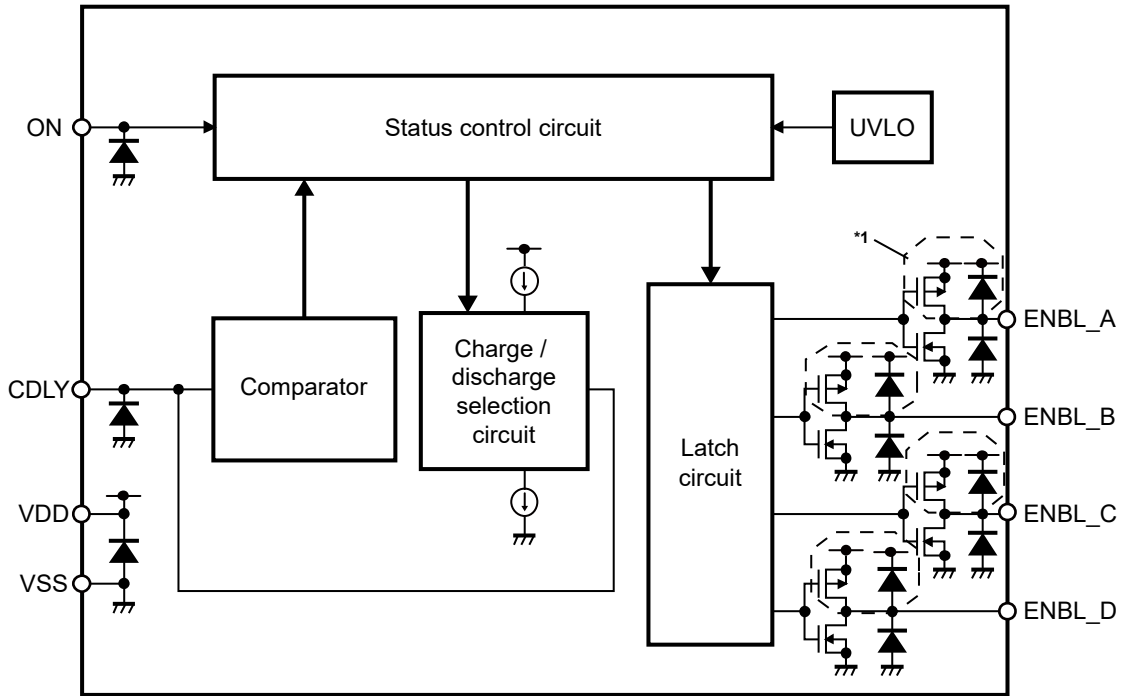 ON
Status control circuit
UVLO
*1
ENBL_A
Charge /
discharge
selection
circuit
Comparator
CDLY
ENBL_B
Latch
circuit
VDD
ENBL_C
VSS
ENBL_D